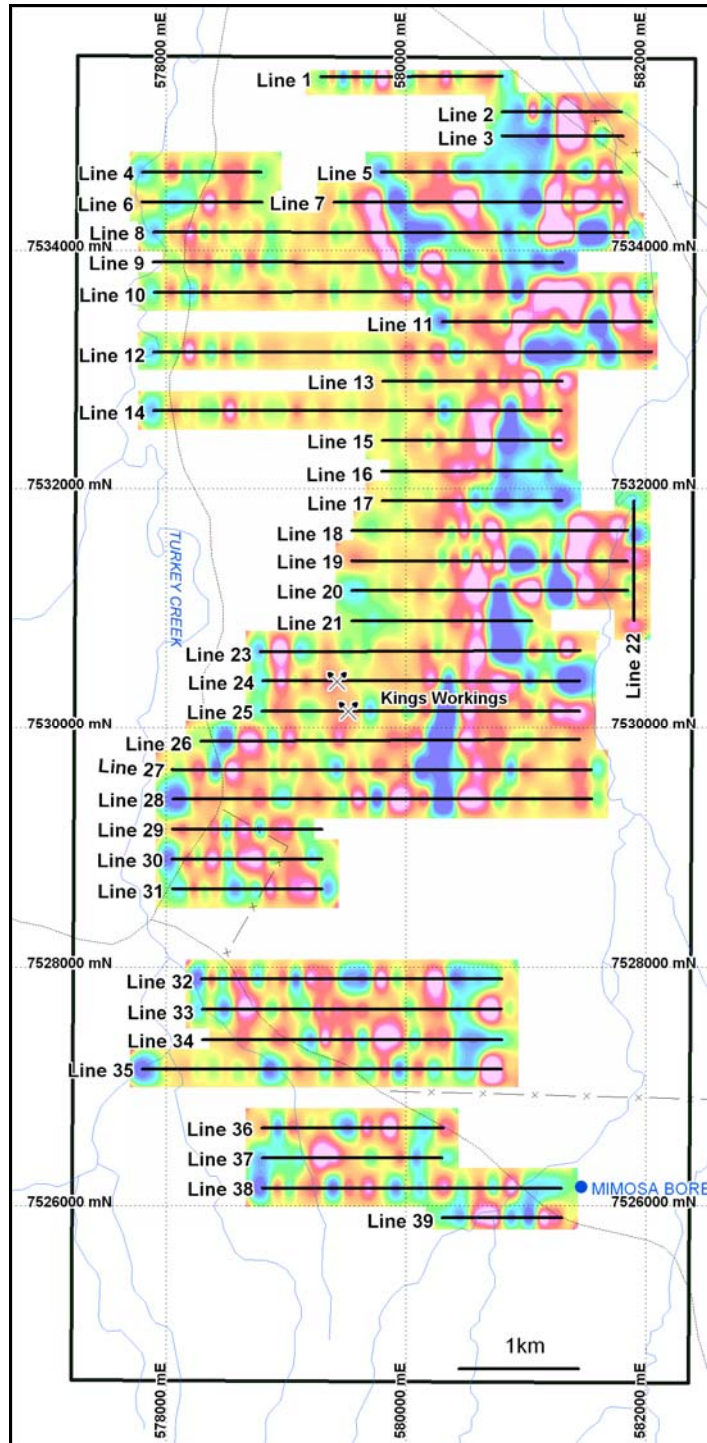 578000 mE
580000 mE
582000 mE
Line 1
Line 2
Line 3
Line 4
Line 5
Line 6
Line 7
Line 8
7534000 mN
7534000 mN
Line 9
Line 10
Line 11
Line 12
Line 13
Line 14
Line 15
Line 16
7532000 mN
7532000 mN
Line 17
Line 18
TURKEY CREEK
Line 19
Line 20
Line 21
Line 22
Line 23
Line 24
Kings Workings
Line 25
7530000 mN
7530000 mN
Line 26
Line 27
Line 28
Line 29
Line 30
Line 31
7528000 mN
7528000 mN
Line 32
Line 33
Line 34
Line 35
Line 36
Line 37
Line 38
MIMOSA BORE
7526000 mN
7526000 mN
Line 39
1km
578000 mE
580000 mE
582000 mE